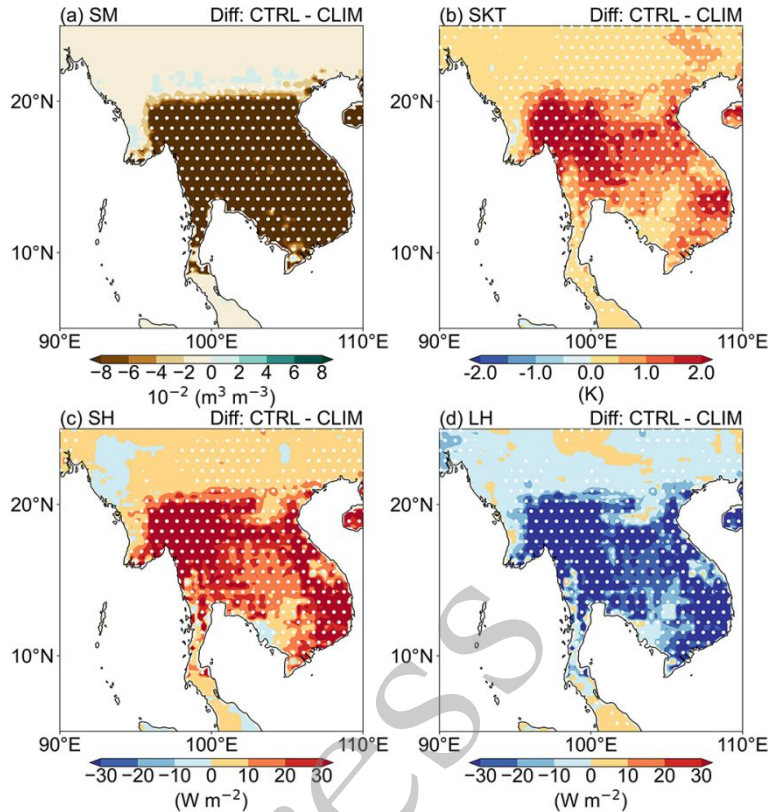 (a) SM Diff: CTRL - CLIM
20°N
10°N
90°E 100°E 110°E
-8 -6 -4 -2 0 2 4 6 8
10⁻² (m³ m⁻³)
(b) SKT Diff: CTRL - CLIM
20°N
10°N
90°E 100°E 110°E
-2.0 -1.0 0.0 1.0 2.0
(K)
(c) SH Diff: CTRL - CLIM
20°N
10°N
90°E 100°E 110°E
-30 -20 -10 0 10 20 30
(W m⁻²)
(d) LH Diff: CTRL - CLIM
20°N
10°N
90°E 100°E 110°E
-30 -20 -10 0 10 20 30
(W m⁻²)
ess